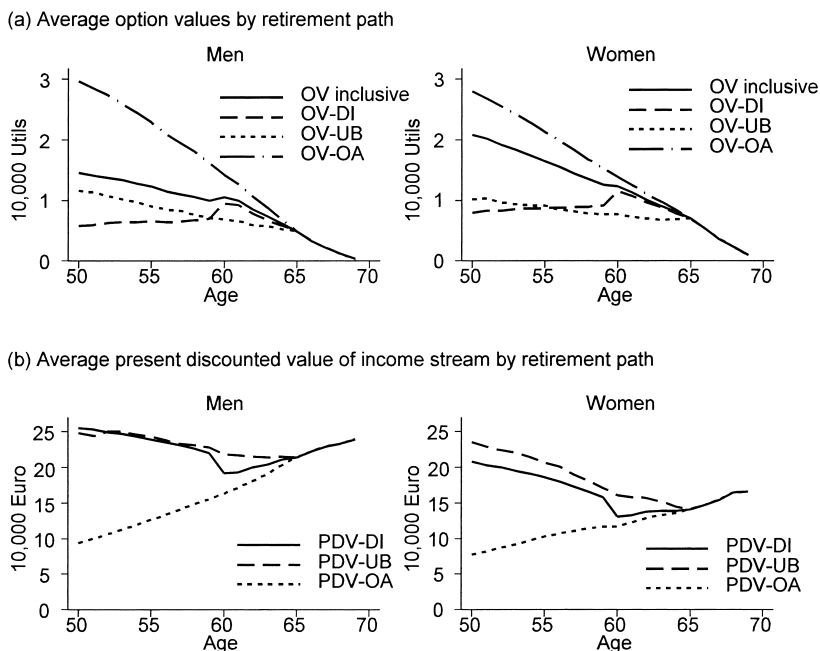 (a) Average option values by retirement path
Men
Women
3
2
1
0
10,000 Utils
50 55 60 65 70
Age
OV inclusive
OV-DI
OV-UB
OV-OA
3
2
1
0
10,000 Utils
50 55 60 65 70
Age
OV inclusive
OV-DI
OV-UB
OV-OA
(b) Average present discounted value of income stream by retirement path
Men
Women
25
20
15
10
5
0
10,000 Euro
50 55 60 65 70
Age
PDV-DI
PDV-UB
PDV-OA
25
20
15
10
5
0
10,000 Euro
50 55 60 65 70
Age
PDV-DI
PDV-UB
PDV-OA